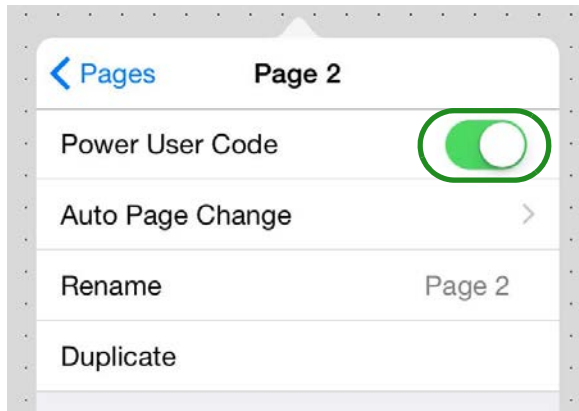 Pages Page 2
Power User Code
Auto Page Change
Rename Page 2
Duplicate